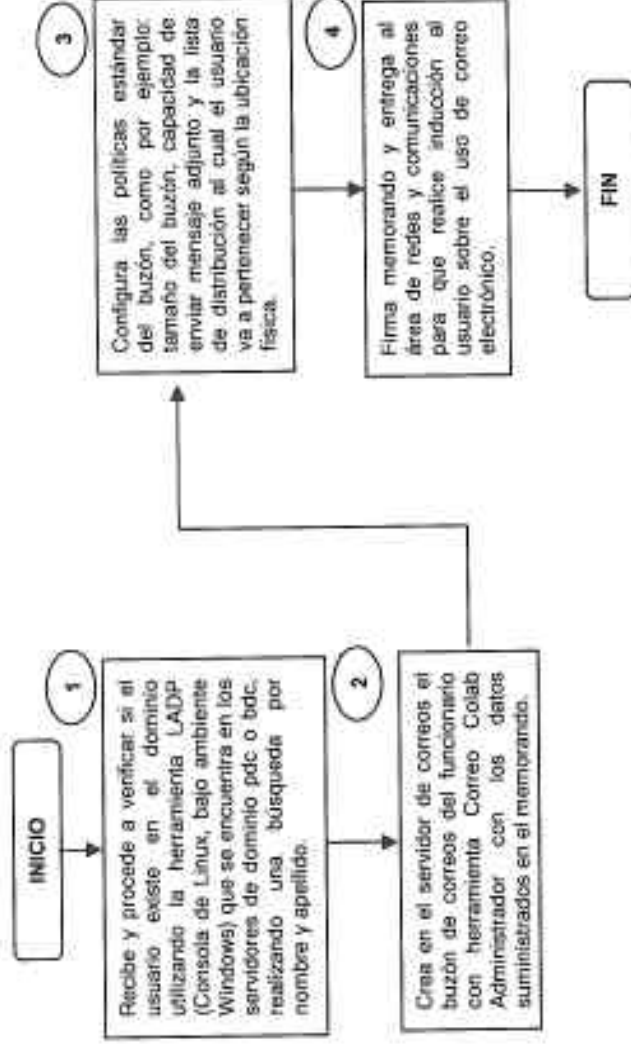 INICIO
1
Recibe y procede a verificar si el
usuario existe en el dominio
utilizando la herramienta LADP
(Consola de Linux, bajo ambiente
Windows) que se encuentra en los
servidores de dominio pdc o bdc,
realizando una búsqueda por
nombre y apellido.
2
Crea en el servidor de correos el
buzón de correos del funcionario
con herramienta Correo Colab
Administrador con los datos
suministrados en el memorando.
3
Configura las políticas estándar
del buzón, como por ejemplo:
tamaño del buzón, capacidad de
enviar mensaje adjunto y la lista
de distribución al cual el usuario
va a pertenecer según la ubicación
física.
4
Firma memorando y entrega al
área de redes y comunicaciones
para que realice inducción al
usuario sobre el uso de correo
electrónico.
FIN